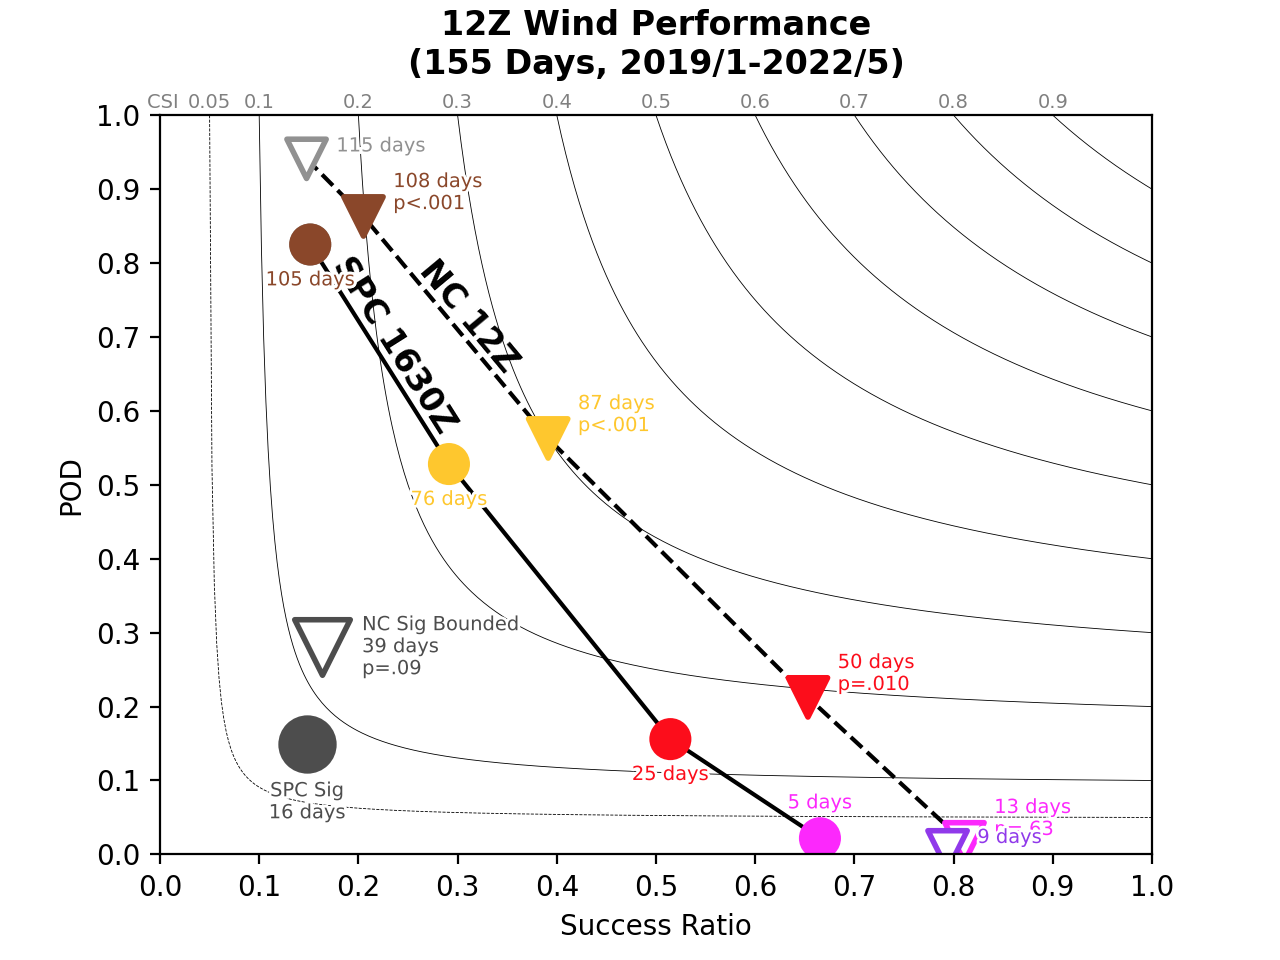 12Z Wind Performance
(155 Days, 2019/1-2022/5)
CSI 0.05 0.1 0.2 0.3 0.4 0.5 0.6 0.7 0.8 0.9
1.0
0.9
0.8
0.7
0.6
0.5
0.4
0.3
0.2
0.1
0.0
POD
115 days
108 days
p<.001
105 days
SPC 1630Z
NC 12Z
87 days
p<.001
76 days
NC Sig Bounded
39 days
p=.09
50 days
p=.010
25 days
SPC Sig
16 days
5 days
13 days
9 days
0.0 0.1 0.2 0.3 0.4 0.5 0.6 0.7 0.8 0.9 1.0
Success Ratio